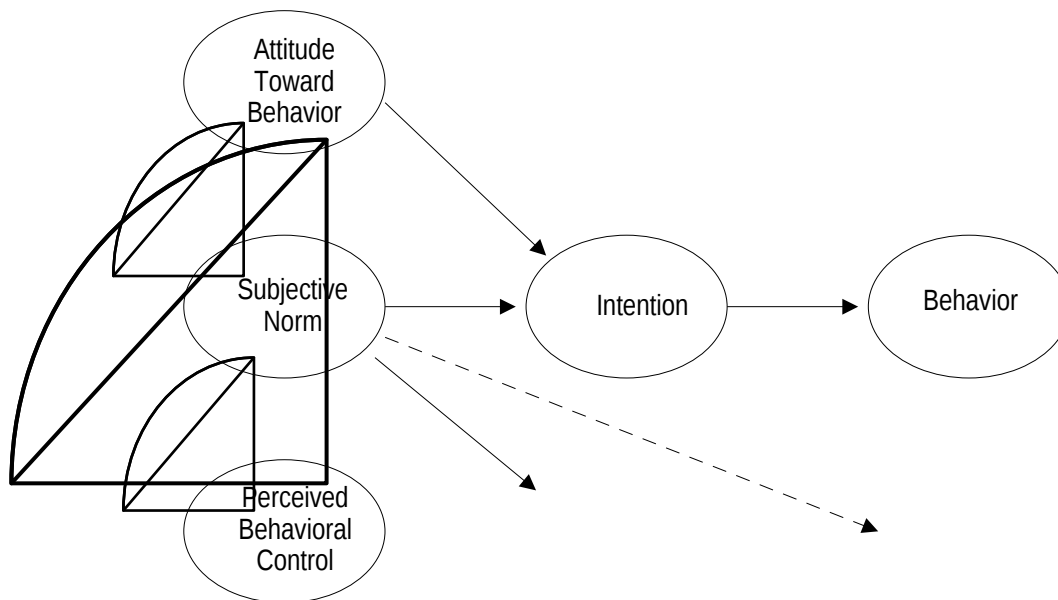 Attitude
Toward
Behavior
Subjective
Norm
Intention
Behavior
Perceived
Behavioral
Control